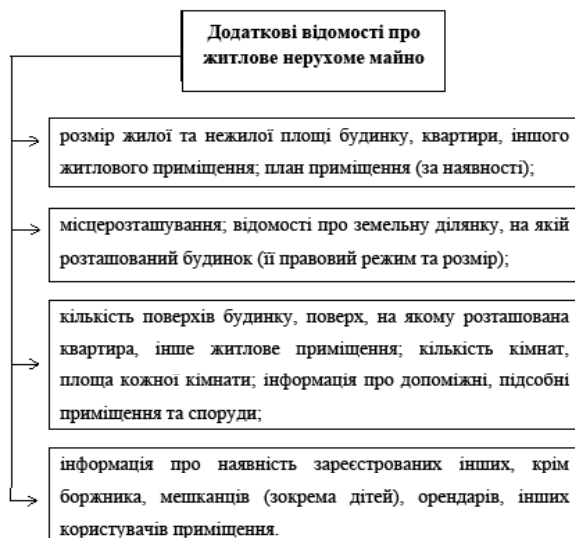 Додаткові відомості про
житлове нерухоме майно
розмір жилої та нежилої площі будинку, квартири, іншого
житлового приміщення; план приміщення (за наявності);
місцерозташування; відомості про земельну ділянку, на якій
розташований будинок (її правовий режим та розмір);
кількість поверхів будинку, поверх, на якому розташована
квартира, інше житлове приміщення; кількість кімнат,
площа кожної кімнати; інформація про допоміжні, підсобні
приміщення та споруди;
інформація про наявність зареєстрованих інших, крім
боржника, мешканців (зокрема дітей), орендарів, інших
користувачів приміщення.